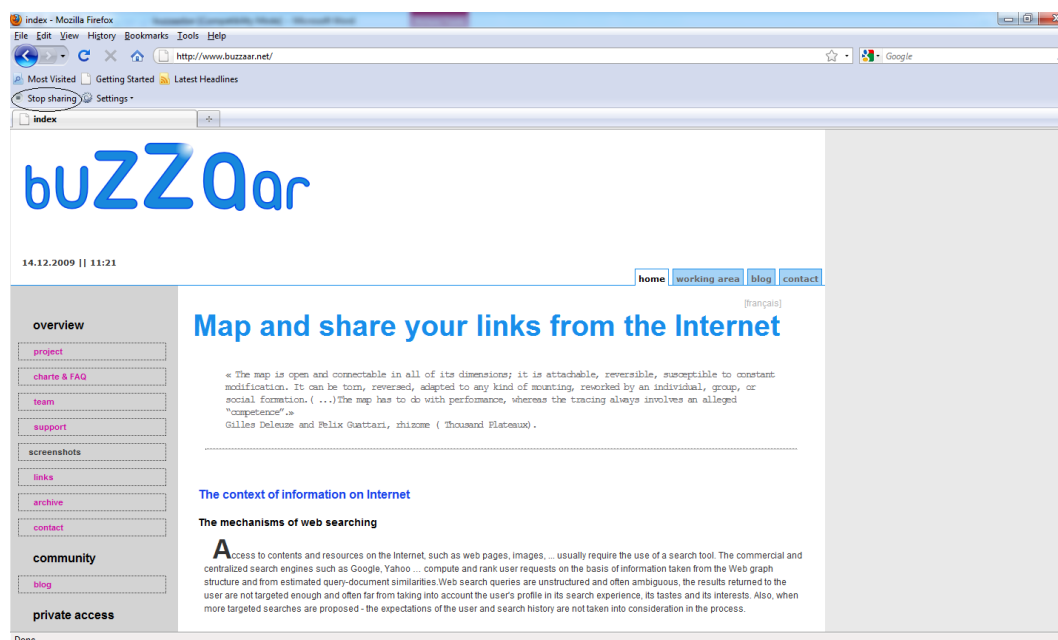 index - Mozilla Firefox
File Edit View History Bookmarks Tools Help
http://www.buzzaar.net/
Google
Most Visited Getting Started Latest Headlines
Stop sharing Settings
index
buzzaar
14.12.2009 || 11:21
home working area blog contact
[français]
overview
project
charte & FAQ
team
support
screenshots
links
archive
contact
community
blog
private access
Map and share your links from the Internet
« The map is open and connectable in all of its dimensions; it is attachable, reversible, susceptible to constant
modification. It can be torn, reversed, adapted to any kind of mounting, reworked by an individual, group, or
social formation. ( ...)The map has to do with performance, whereas the tracing always involves an alleged
"competence".»
Gilles Deleuze and Felix Guattari, rhizome ( Thousand Plateaux).
The context of information on Internet
The mechanisms of web searching
Access to contents and resources on the Internet, such as web pages, images, ... usually require the use of a search tool. The commercial and
centralized search engines such as Google, Yahoo ... compute and rank user requests on the basis of information taken from the Web graph
structure and from estimated query-document similarities.Web search queries are unstructured and often ambiguous, the results returned to the
user are not targeted enough and often far from taking into account the user's profile in its search experience, its tastes and its interests. Also, when
more targeted searches are proposed - the expectations of the user and search history are not taken into consideration in the process.
Done